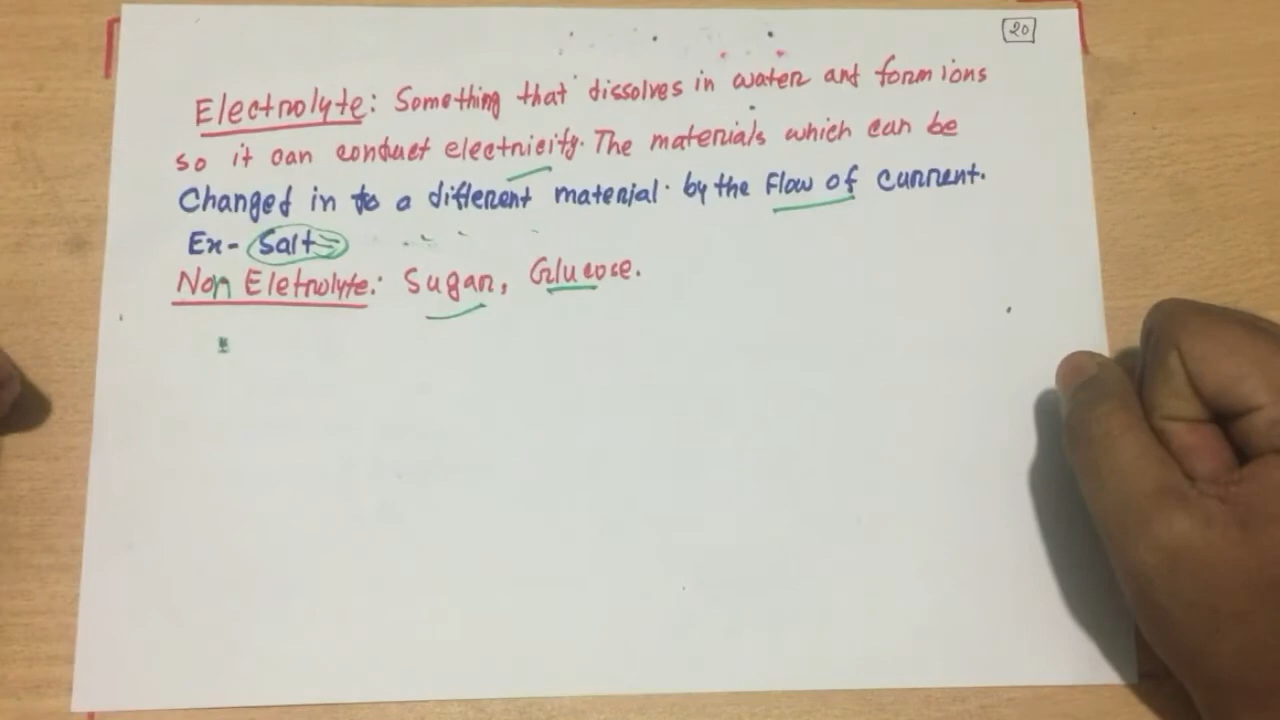 20
Electrolyte: Something that dissolves in water and form ions
so it can conduct electricity. The materials which can be
Changed in to a different material by the Flow of current.
Ex- Salt
Non Eletrolyte: Sugar, Glucose.